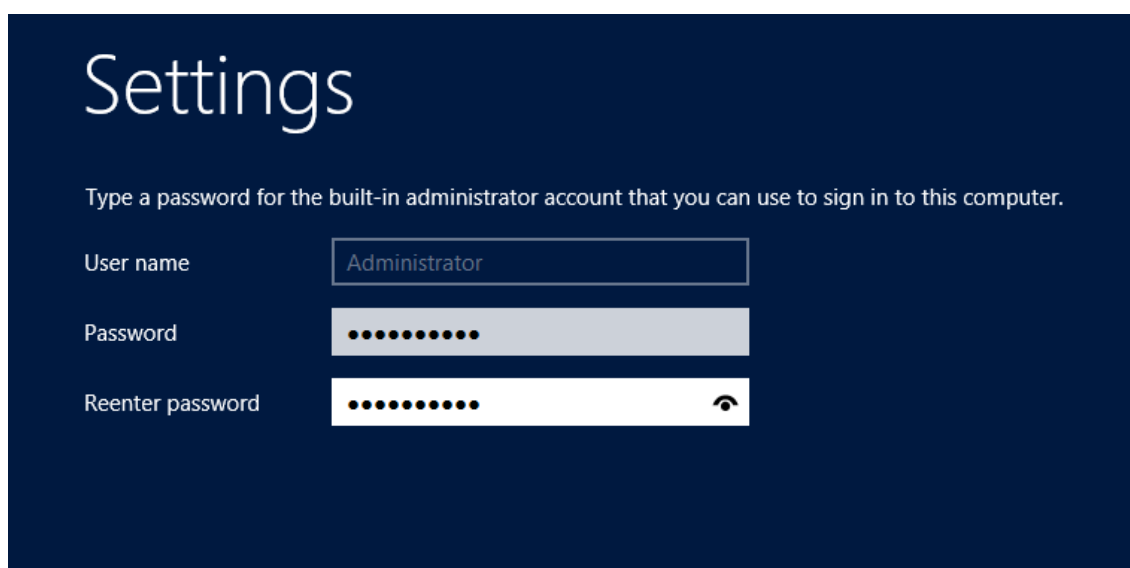 Settings
Type a password for the built-in administrator account that you can use to sign in to this computer.
User name Administrator
Password ••••••••••
Reenter password ••••••••••